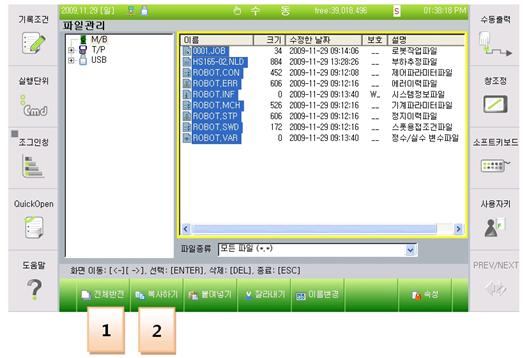 2009.11.29 [일] 수 동 free:39,018,496 S 01:38:18 PM
기록조건
실행단위
Cmd
조그인칭
QuickOpen
도움말
파일관리
M/B
T/P
USB
이름 크기 수정한 날짜 보호 설명
0001.JOB 34 2009-11-29 09:14:06 __ 로봇작업파일
HS165-02.NLD 884 2009-11-29 13:28:26 __ 부하추정파일
ROBOT.CON 452 2009-11-29 09:12:08 __ 제어파라미터파일
ROBOT.ERR 606 2009-11-29 09:12:16 __ 에러이력파일
ROBOT.INF 0 2009-11-29 09:13:40 W_ 시스템정보파일
ROBOT.MCH 526 2009-11-29 09:12:16 __ 기계파라미터파일
ROBOT.STP 606 2009-11-29 09:12:16 __ 정지이력파일
ROBOT.SWD 172 2009-11-29 09:12:16 __ 스폿용접조건파일
ROBOT.VAR 0 2009-11-29 09:13:40 __ 정수/실수 변수파일
파일종류 모든 파일 (*.*)
화면 이동: [<-][ ->], 선택: [ENTER], 삭제: [DEL], 종료: [ESC]
전체반전 복사하기 붙여넣기 잘라내기 이름변경 속성
수동출력
창조정
소프트키보드
사용자키
PREV/NEXT
1 2